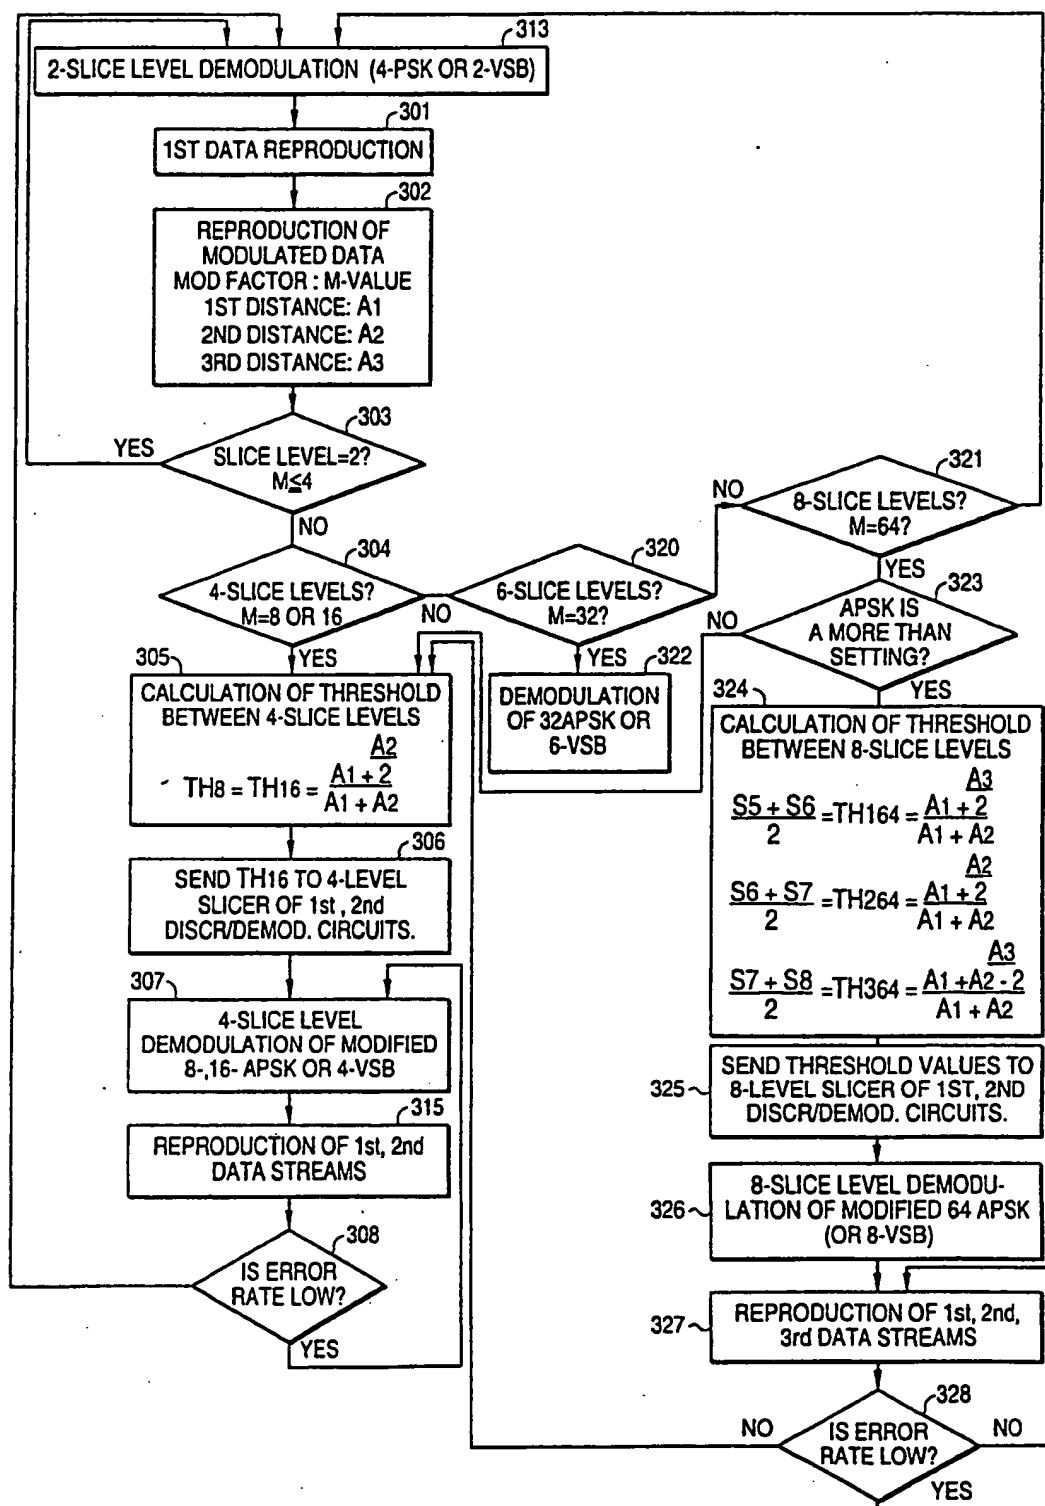 313
2-SLICE LEVEL DEMODULATION (4-PSK OR 2-VSB)
301
1ST DATA REPRODUCTION
302
REPRODUCTION OF
MODULATED DATA
MOD FACTOR : M-VALUE
1ST DISTANCE: A1
2ND DISTANCE: A2
3RD DISTANCE: A3
303
YES
SLICE LEVEL=2?
M≤4
NO
304
4-SLICE LEVELS?
M=8 OR 16
NO
YES
320
6-SLICE LEVELS?
M=32?
NO
YES
321
8-SLICE LEVELS?
M=64?
YES
323
NO
APSK IS
A MORE THAN
SETTING?
YES
322
DEMODULATION
OF 32APSK OR
6-VSB
305
CALCULATION OF THRESHOLD
BETWEEN 4-SLICE LEVELS
A2
TH8 = TH16 = A1 + 2
A1 + A2
306
SEND TH16 TO 4-LEVEL
SLICER OF 1st , 2nd
DISCR/DEMOD. CIRCUITS.
307
4-SLICE LEVEL
DEMODULATION OF MODIFIED
8-,16- APSK OR 4-VSB
315
REPRODUCTION OF 1st, 2nd
DATA STREAMS
308
IS ERROR
RATE LOW?
YES
324
CALCULATION OF THRESHOLD
BETWEEN 8-SLICE LEVELS
A3
S5 + S6 =TH164 = A1 + 2
2 A1 + A2
A2
S6 + S7 =TH264 = A1 + 2
2 A1 + A2
A3
S7 + S8 =TH364 = A1 +A2 - 2
2 A1 + A2
325
SEND THRESHOLD VALUES TO
8-LEVEL SLICER OF 1ST, 2ND
DISCR/DEMOD. CIRCUITS.
326
8-SLICE LEVEL DEMODU-
LATION OF MODIFIED 64 APSK
(OR 8-VSB)
327
REPRODUCTION OF 1st, 2nd,
3rd DATA STREAMS
328
NO
IS ERROR
RATE LOW?
NO
YES